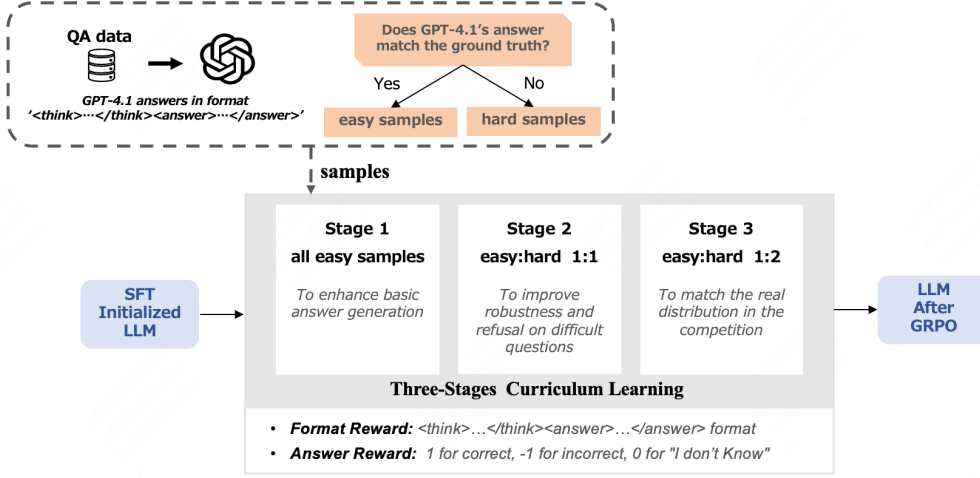 QA data
GPT-4.1 answers in format
‘<think>···</think><answer>···</answer>’
Does GPT-4.1’s answer
match the ground truth?
Yes
No
easy samples
hard samples
samples
Stage 1
all easy samples
To enhance basic
answer generation
Stage 2
easy:hard 1:1
To improve
robustness and
refusal on difficult
questions
Stage 3
easy:hard 1:2
To match the real
distribution in the
competition
SFT
Initialized
LLM
LLM
After
GRPO
Three-Stages Curriculum Learning
• Format Reward: <think>...</think><answer>...</answer> format
• Answer Reward: 1 for correct, -1 for incorrect, 0 for "I don’t Know"